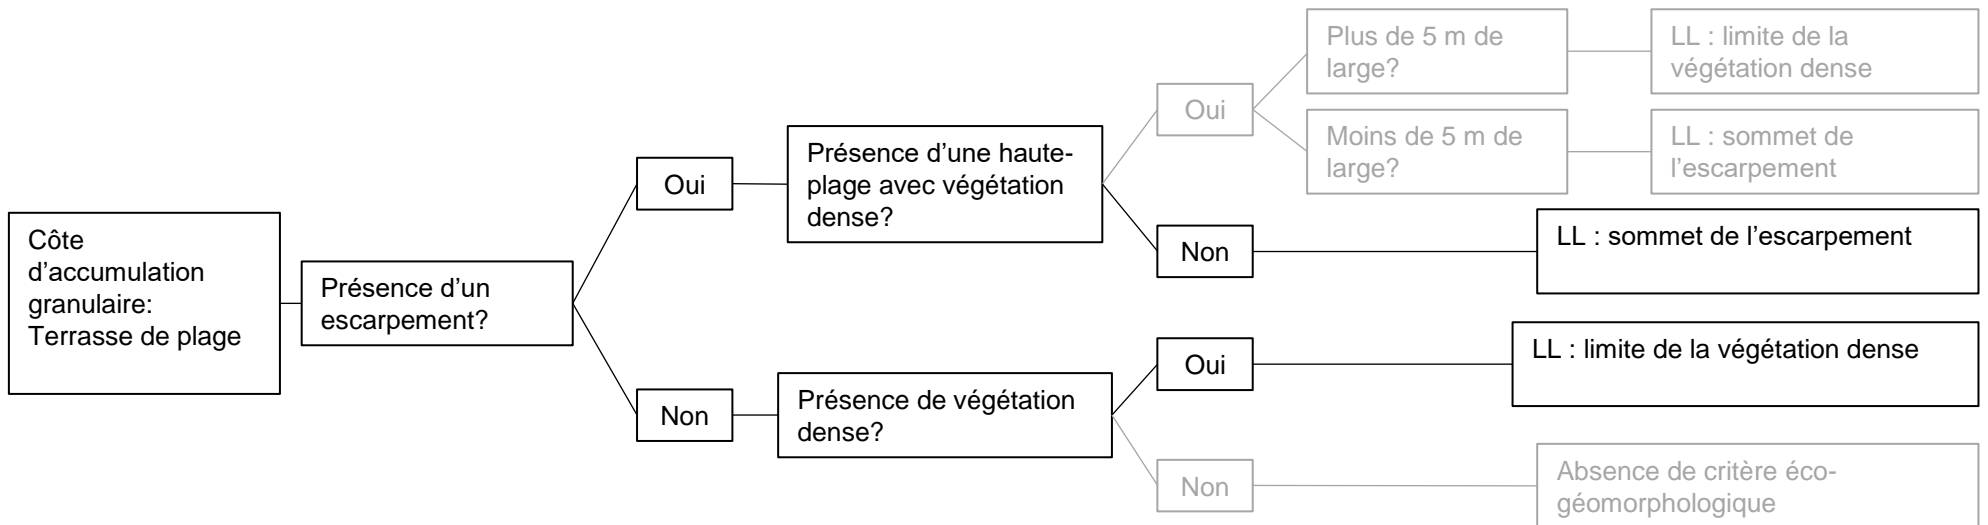 Côte
d'accumulation
granulaire:
Terrasse de plage
Présence d'un
escarpement?
Oui
Présence d'une haute-
plage avec végétation
dense?
Oui
Plus de 5 m de
large?
LL : limite de la
végétation dense
Moins de 5 m de
large?
LL : sommet de
l'escarpement
Non
LL : sommet de l'escarpement
Non
Présence de végétation
dense?
Oui
LL : limite de la végétation dense
Non
Absence de critère éco-
géomorphologique